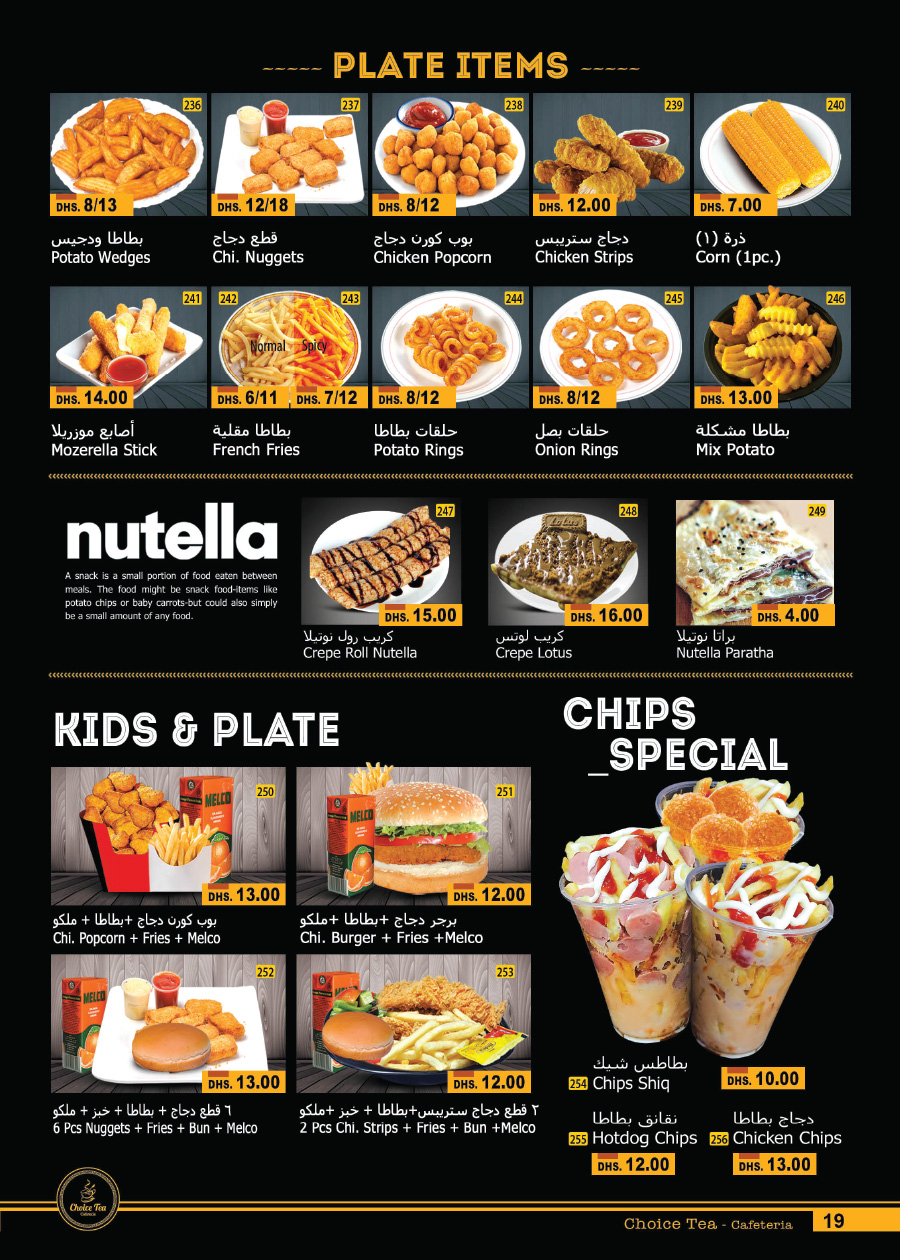 PLATE ITEMS
236
DHS. 8/13
بطاطا ودجيس
Potato Wedges
237
DHS. 12/18
قطع دجاج
Chi. Nuggets
238
DHS. 8/12
بوب كورن دجاج
Chicken Popcorn
239
DHS. 12.00
دجاج ستريبس
Chicken Strips
240
DHS. 7.00
ذرة (١)
Corn (1pc.)
241
DHS. 14.00
أصابع موزريلا
Mozerella Stick
242
243
Normal Spicy
DHS. 6/11
DHS. 7/12
بطاطا مقلية
French Fries
244
DHS. 8/12
حلقات بطاطا
Potato Rings
245
DHS. 8/12
حلقات بصل
Onion Rings
246
DHS. 13.00
بطاطا مشكلة
Mix Potato
nutella
A snack is a small portion of food eaten between
meals. The food might be snack food-items like
potato chips or baby carrots-but could also simply
be a small amount of any food.
247
DHS. 15.00
كريب رول نوتيلا
Crepe Roll Nutella
248
DHS. 16.00
كريب لوتس
Crepe Lotus
249
DHS. 4.00
براتا نوتيلا
Nutella Paratha
KIDS & PLATE
250
MELCO
DHS. 13.00
بوب كورن دجاج +بطاطا + ملكو
Chi. Popcorn + Fries + Melco
251
MELCO
DHS. 12.00
برجر دجاج +بطاطا +ملكو
Chi. Burger + Fries +Melco
252
MELCO
DHS. 13.00
٦ قطع دجاج + بطاطا + خبز + ملكو
6 Pcs Nuggets + Fries + Bun + Melco
253
MELCO
DHS. 12.00
٢ قطع دجاج ستريبس+بطاطا + خبز +ملكو
2 Pcs Chi. Strips + Fries + Bun +Melco
CHIPS
_SPECIAL
بطاطس شيك
254 Chips Shiq
DHS. 10.00
نقانق بطاطا
255 Hotdog Chips
DHS. 12.00
دجاج بطاطا
256 Chicken Chips
DHS. 13.00
Choice Tea
Cafeteria
Choice Tea - Cafeteria
19